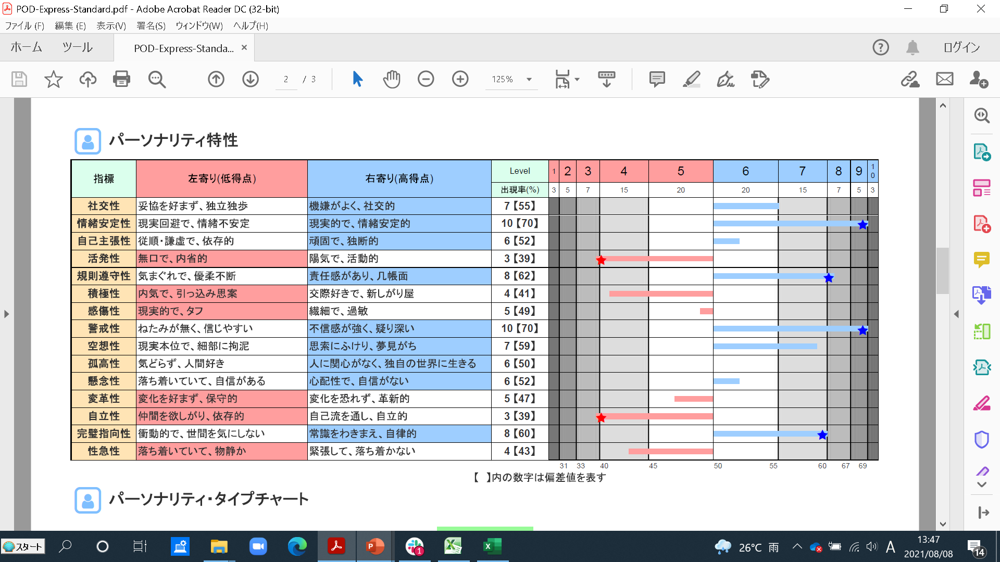 POD-Express-Standard.pdf - Adobe Acrobat Reader DC (32-bit)
ファイル (F) 編集 (E) 表示(V) 署名(S) ウィンドウ(W) ヘルプ(H)
ホーム ツール POD-Express-Standa... × ログイン
2 / 3 125%
パーソナリティ特性
指標 左寄り(低得点) 右寄り(高得点) Level 1 2 3 4 5 6 7 8 9 10
出現率(%) 3 5 7 15 20 20 15 7 5 3
社交性 妥協を好まず、独立独歩 機嫌がよく、社交的 7【55】
情緒安定性 現実回避で、情緒不安定 現実的で、情緒安定的 10【70】
自己主張性 従順・謙虚で、依存的 頑固で、独断的 6【52】
活発性 無口で、内省的 陽気で、活動的 3【39】
規則遵守性 気まぐれで、優柔不断 責任感があり、几帳面 8【62】
積極性 内気で、引っ込み思案 交際好きで、新しがり屋 4【41】
感傷性 現実的で、タフ 繊細で、過敏 5【49】
警戒性 ねたみが無く、信じやすい 不信感が強く、疑り深い 10【70】
空想性 現実本位で、細部に拘泥 思索にふけり、夢見がち 7【59】
孤高性 気どらず、人間好き 人に関心がなく、独自の世界に生きる 6【50】
懸念性 落ち着いていて、自信がある 心配性で、自信がない 6【52】
変革性 変化を好まず、保守的 変化を恐れず、革新的 5【47】
自立性 仲間を欲しがり、依存的 自己流を通し、自立的 3【39】
完璧指向性 衝動的で、世間を気にしない 常識をわきまえ、自律的 8【60】
性急性 落ち着いていて、物静か 緊張して、落ち着かない 4【43】
31 33 40 45 50 55 60 67 69
【 】内の数字は偏差値を表す
パーソナリティ・タイプチャート
スタート 1 26℃ 雨 A 13:47
2021/08/08 14